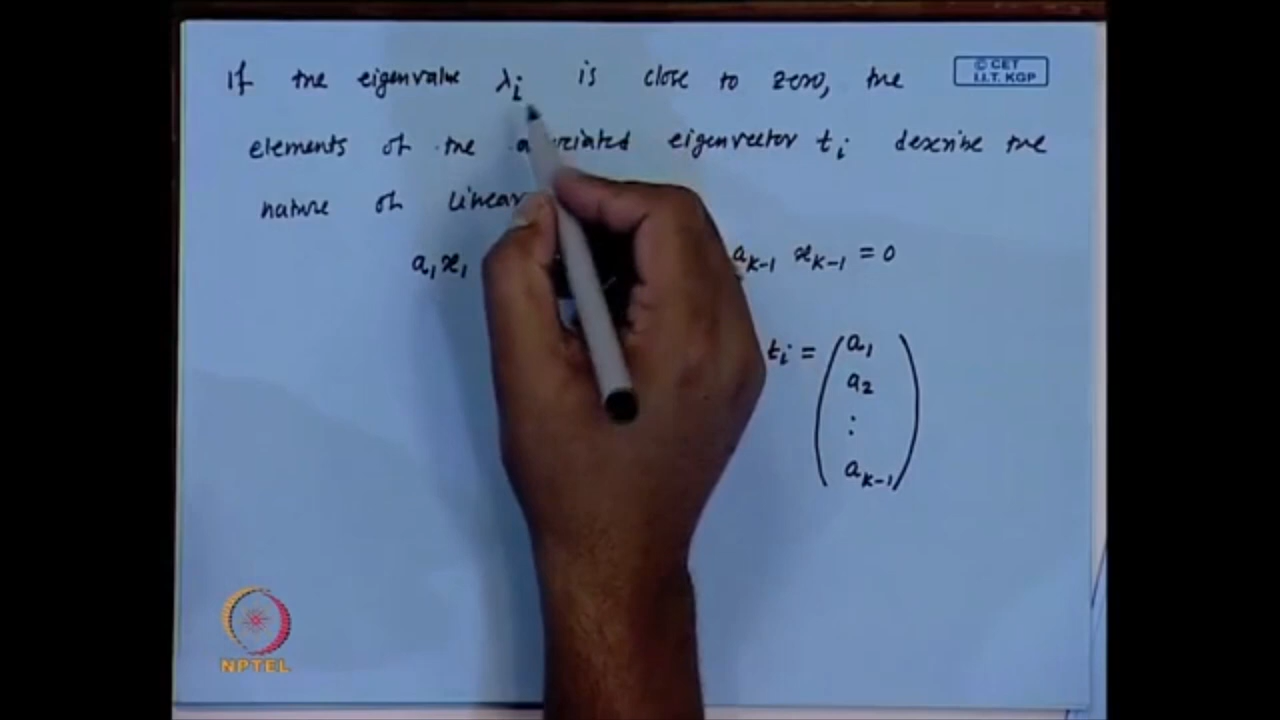 If the eigenvalue λi is close to zero, the
© CET
I.I.T. KGP
elements of the associated eigenvector ti describe the
nature of linear
a1x1 ak-1 xk-1 = 0
ti = (a1
a2
:
ak-1)
NPTEL